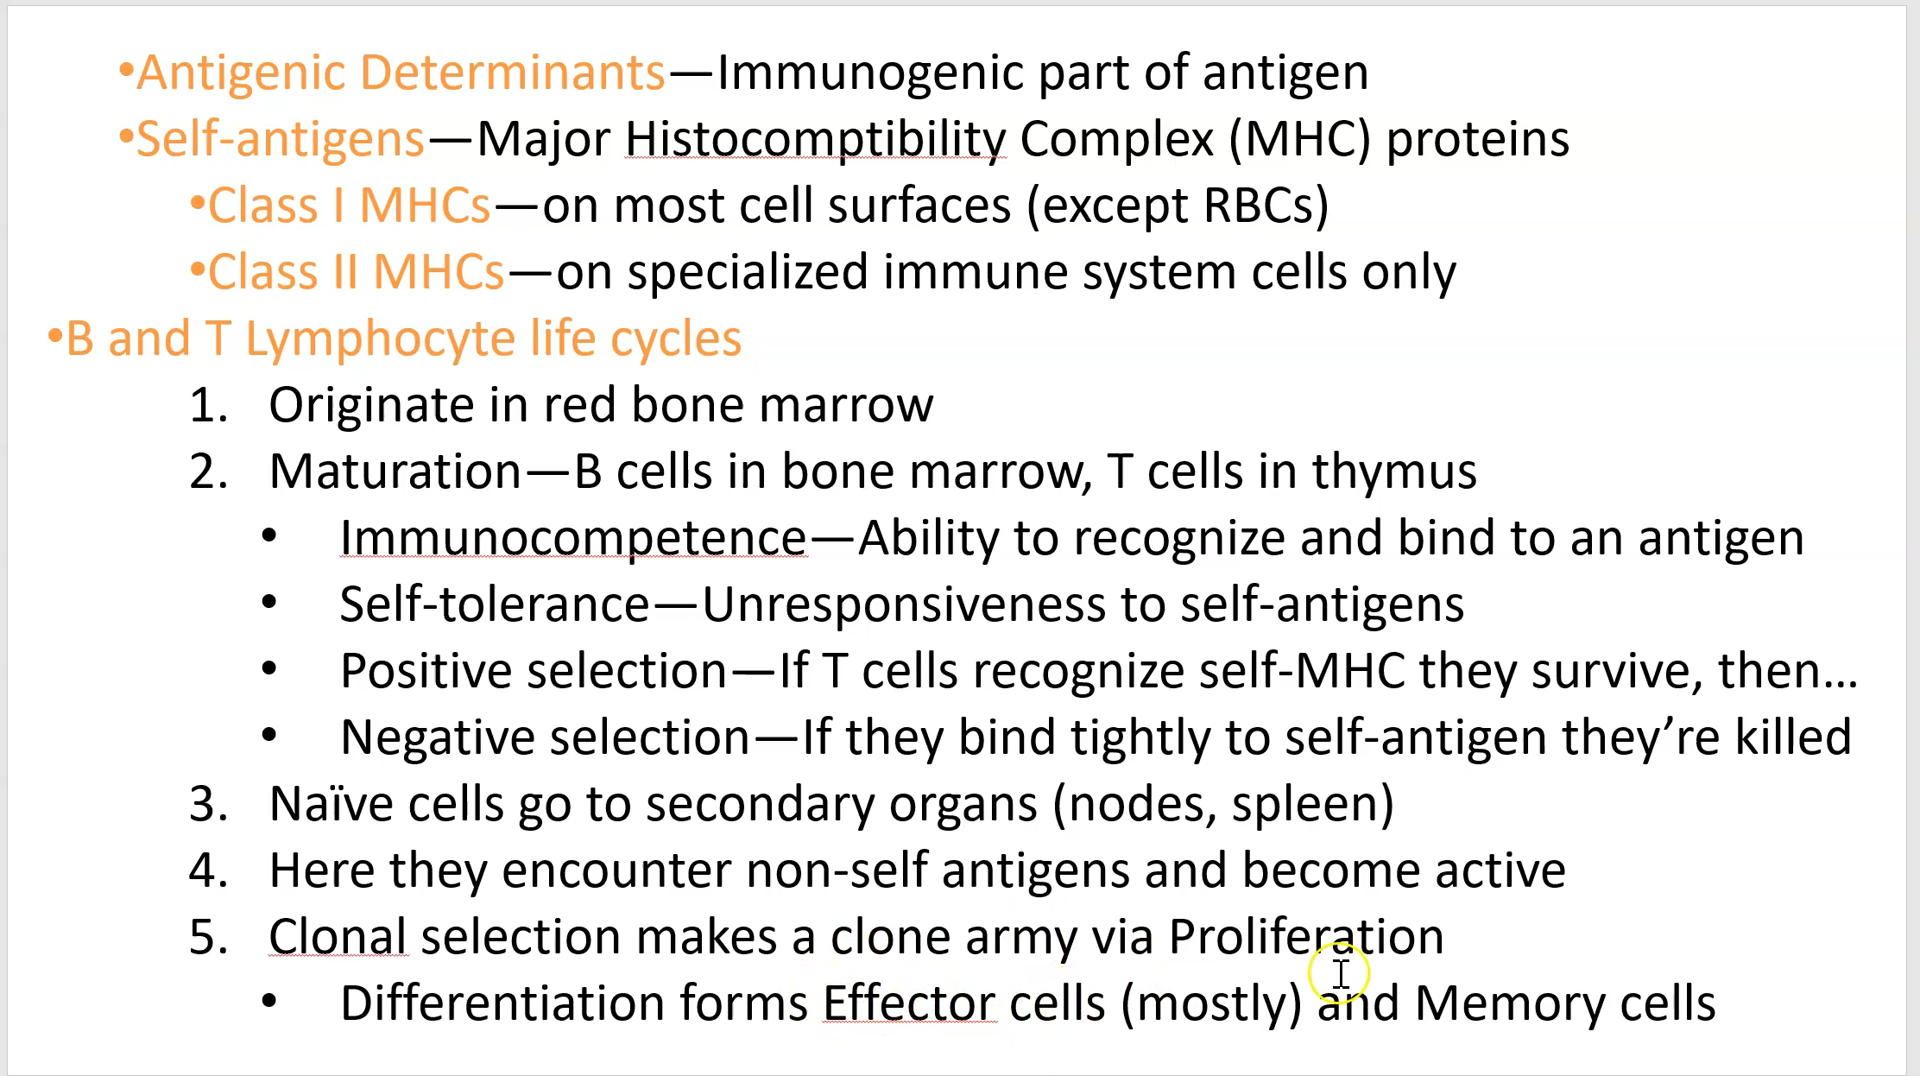 •Antigenic Determinants—Immunogenic part of antigen
•Self-antigens—Major Histocomptibility Complex (MHC) proteins
•Class I MHCs—on most cell surfaces (except RBCs)
•Class II MHCs—on specialized immune system cells only
•B and T Lymphocyte life cycles
1. Originate in red bone marrow
2. Maturation—B cells in bone marrow, T cells in thymus
• Immunocompetence—Ability to recognize and bind to an antigen
• Self-tolerance—Unresponsiveness to self-antigens
• Positive selection—If T cells recognize self-MHC they survive, then…
• Negative selection—If they bind tightly to self-antigen they’re killed
3. Naïve cells go to secondary organs (nodes, spleen)
4. Here they encounter non-self antigens and become active
5. Clonal selection makes a clone army via Proliferation
• Differentiation forms Effector cells (mostly) and Memory cells